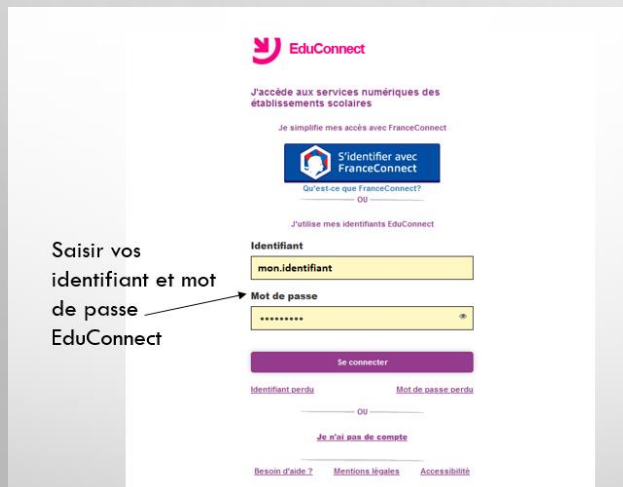 EduConnect
J'accède aux services numériques des
établissements scolaires
Je simplifie mes accès avec FranceConnect
S'identifier avec
FranceConnect
Qu'est-ce que FranceConnect?
OU
J'utilise mes identifiants EduConnect
Identifiant
mon.identifiant
Saisir vos
identifiant et mot
de passe
EduConnect
Mot de passe
•••••••••
Se connecter
Identifiant perdu Mot de passe perdu
OU
Je n'ai pas de compte
Besoin d'aide ? Mentions légales Accessibilité